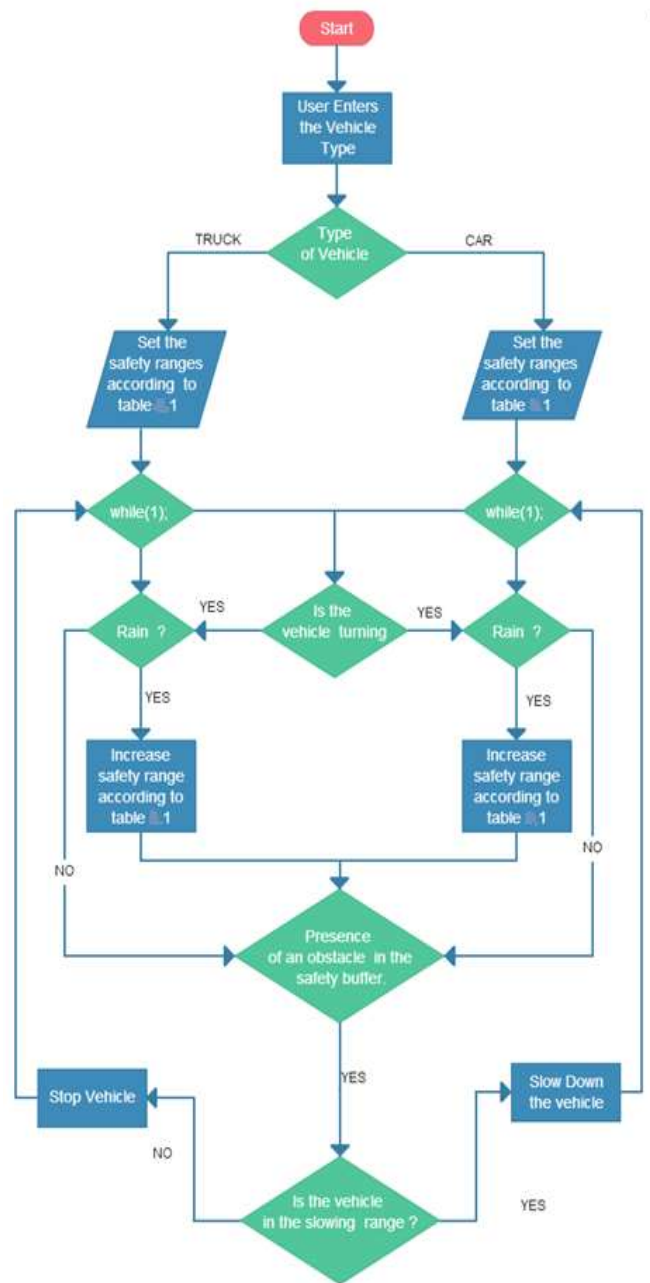 Start
User Enters
the Vehicle
Type
Type
of Vehicle
TRUCK
CAR
Set the
safety ranges
according to
table 1
Set the
safety ranges
according to
table 1
while(1);
while(1);
Rain ?
YES
Is the
vehicle turning
YES
Rain ?
YES
YES
Increase
safety range
according to
table 1
Increase
safety range
according to
table 1
NO
NO
Presence
of an obstacle in the
safety buffer.
YES
Stop Vehicle
Slow Down
the vehicle
NO
Is the vehicle
in the slowing range ?
YES